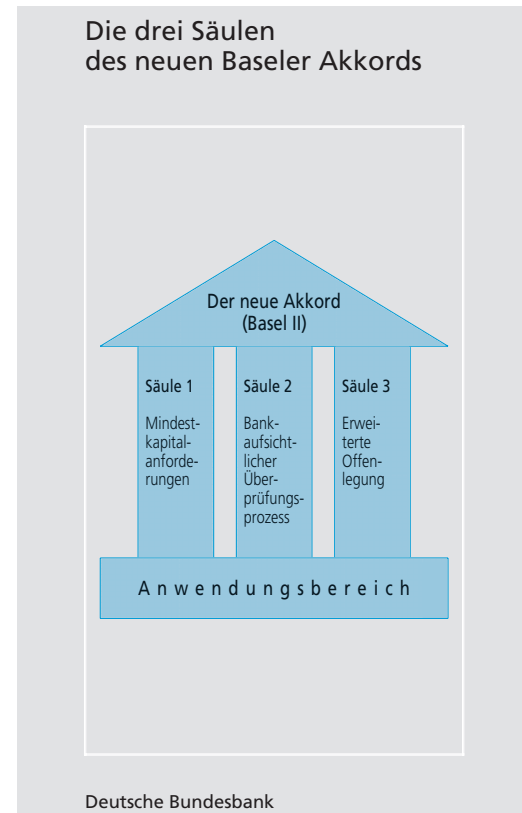 Die drei Säulen
des neuen Baseler Akkords
Der neue Akkord
(Basel II)
Säule 1
Mindest-
kapital-
anforde-
rungen
Säule 2
Bank-
aufsicht-
licher
Über-
prüfungs-
prozess
Säule 3
Erwei-
terte
Offen-
legung
Anwendungsbereich
Deutsche Bundesbank